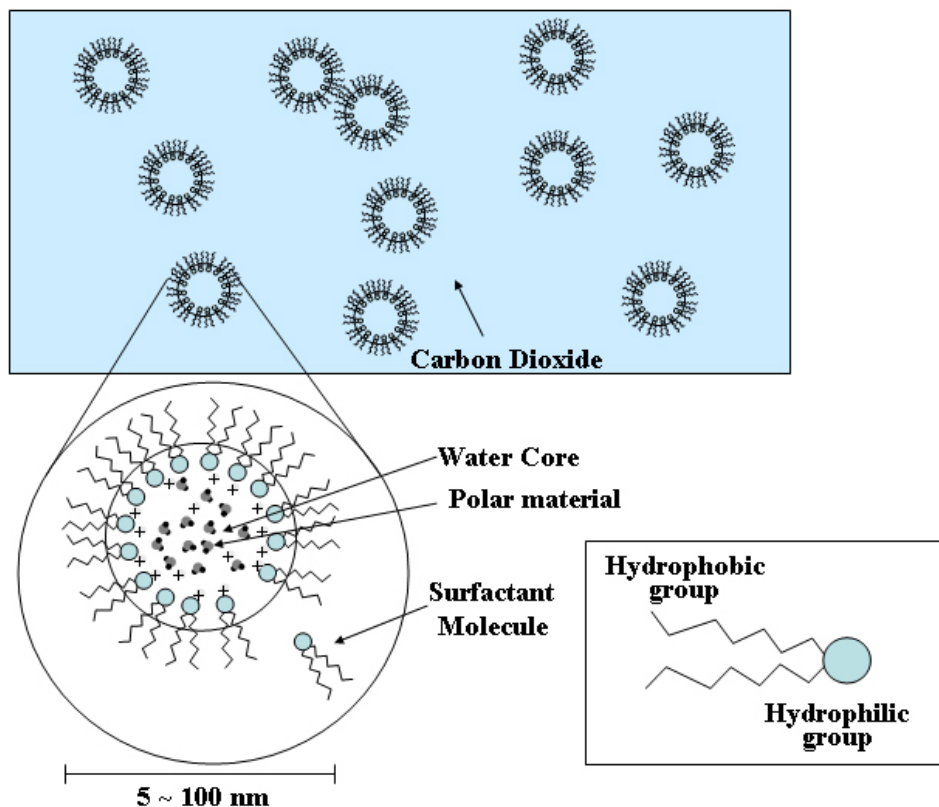 Carbon Dioxide
Water Core
Polar material
Surfactant
Molecule
5 ~ 100 nm
Hydrophobic
group
Hydrophilic
group